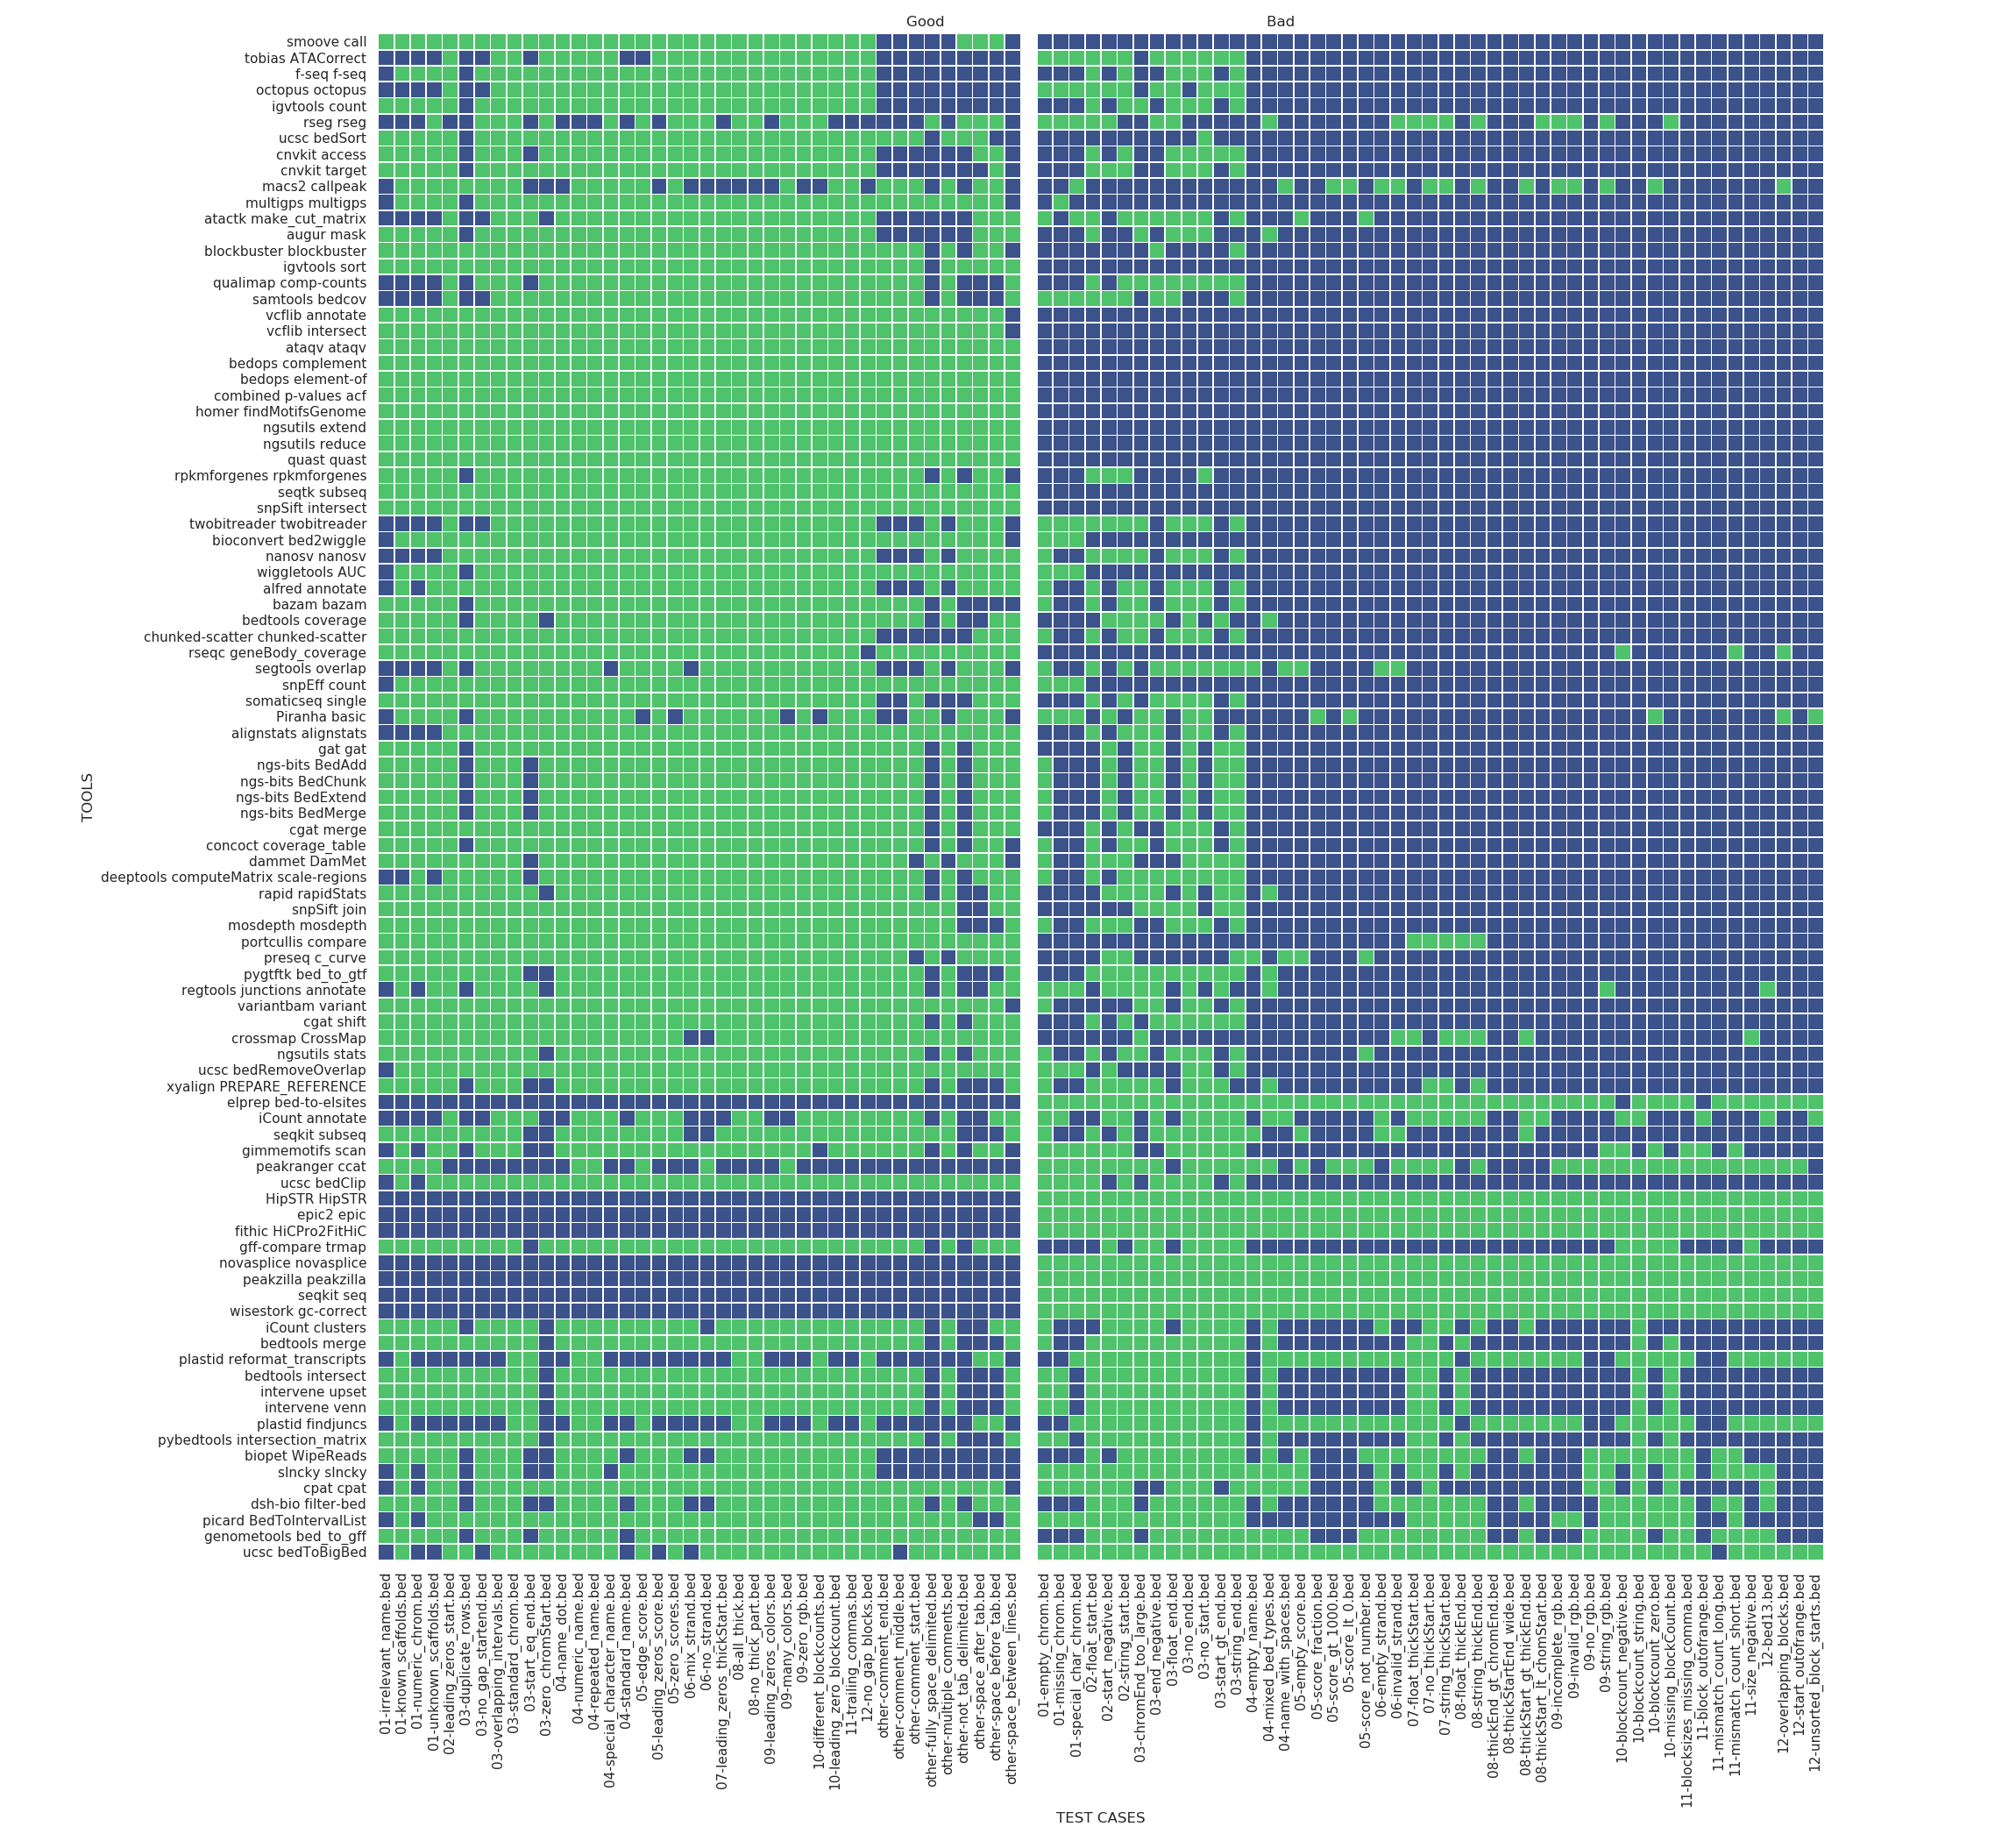 Good
Bad
smoove call
tobias ATACorrect
f-seq f-seq
octopus octopus
igvtools count
rseg rseg
ucsc bedSort
cnvkit access
cnvkit target
macs2 callpeak
multigps multigps
atactk make_cut_matrix
augur mask
blockbuster blockbuster
igvtools sort
qualimap comp-counts
samtools bedcov
vcflib annotate
vcflib intersect
ataqv ataqv
bedops complement
bedops element-of
combined p-values acf
homer findMotifsGenome
ngsutils extend
ngsutils reduce
quast quast
rpkmforgenes rpkmforgenes
seqtk subseq
snpSift intersect
twobitreader twobitreader
bioconvert bed2wiggle
nanosv nanosv
wiggletools AUC
alfred annotate
bazam bazam
bedtools coverage
chunked-scatter chunked-scatter
rseqc geneBody_coverage
segtools overlap
snpEff count
somaticseq single
Piranha basic
alignstats alignstats
gat gat
ngs-bits BedAdd
ngs-bits BedChunk
ngs-bits BedExtend
ngs-bits BedMerge
cgat merge
concoct coverage_table
dammet DamMet
deeptools computeMatrix scale-regions
rapid rapidStats
snpSift join
mosdepth mosdepth
portcullis compare
preseq c_curve
pygtftk bed_to_gtf
regtools junctions annotate
variantbam variant
cgat shift
crossmap CrossMap
ngsutils stats
ucsc bedRemoveOverlap
xyalign PREPARE_REFERENCE
elprep bed-to-elsites
iCount annotate
seqkit subseq
gimmemotifs scan
peakranger ccat
ucsc bedClip
HipSTR HipSTR
epic2 epic
fithic HiCPro2FitHiC
gff-compare trmap
novasplice novasplice
peakzilla peakzilla
seqkit seq
wisestork gc-correct
iCount clusters
bedtools merge
plastid reformat_transcripts
bedtools intersect
intervene upset
intervene venn
plastid findjuncs
pybedtools intersection_matrix
biopet WipeReads
slncky slncky
cpat cpat
dsh-bio filter-bed
picard BedToIntervalList
genometools bed_to_gff
ucsc bedToBigBed
TOOLS
01-irrelevant_name.bed
01-known_scaffolds.bed
01-numeric_chrom.bed
01-unknown_scaffolds.bed
02-leading_zeros_start.bed
03-duplicate_rows.bed
03-no_gap_startend.bed
03-overlapping_intervals.bed
03-standard_chrom.bed
03-start_eq_end.bed
03-zero_chromStart.bed
04-name_dot.bed
04-numeric_name.bed
04-repeated_name.bed
04-special_character_name.bed
04-standard_name.bed
05-edge_score.bed
05-leading_zeros_score.bed
05-zero_scores.bed
06-mix_strand.bed
06-no_strand.bed
07-leading_zeros_thickStart.bed
08-all_thick.bed
08-no_thick_part.bed
09-leading_zeros_colors.bed
09-many_colors.bed
09-zero_rgb.bed
10-different_blockcounts.bed
10-leading_zero_blockcount.bed
11-trailing_commas.bed
12-no_gap_blocks.bed
other-comment_end.bed
other-comment_middle.bed
other-comment_start.bed
other-fully_space_delimited.bed
other-multiple_comments.bed
other-not_tab_delimited.bed
other-space_after_tab.bed
other-space_before_tab.bed
other-space_between_lines.bed
01-empty_chrom.bed
01-missing_chrom.bed
01-special_char_chrom.bed
02-float_start.bed
02-start_negative.bed
02-string_start.bed
03-chromEnd_too_large.bed
03-end_negative.bed
03-float_end.bed
03-no_end.bed
03-no_start.bed
03-start_gt_end.bed
03-string_end.bed
04-empty_name.bed
04-mixed_bed_types.bed
04-name_with_spaces.bed
05-empty_score.bed
05-score_fraction.bed
05-score_gt_1000.bed
05-score_lt_0.bed
05-score_not_number.bed
06-empty_strand.bed
06-invalid_strand.bed
07-float_thickStart.bed
07-no_thickStart.bed
07-string_thickStart.bed
08-float_thickEnd.bed
08-string_thickEnd.bed
08-thickEnd_gt_chromEnd.bed
08-thickStartEnd_wide.bed
08-thickStart_gt_thickEnd.bed
08-thickStart_lt_chromStart.bed
09-incomplete_rgb.bed
09-invalid_rgb.bed
09-no_rgb.bed
09-string_rgb.bed
10-blockcount_negative.bed
10-blockcount_string.bed
10-blockcount_zero.bed
10-missing_blockCount.bed
11-blocksizes_missing_comma.bed
11-block_outofrange.bed
11-mismatch_count_long.bed
11-mismatch_count_short.bed
11-size_negative.bed
12-bed13.bed
12-overlapping_blocks.bed
12-start_outofrange.bed
12-unsorted_block_starts.bed
TEST CASES